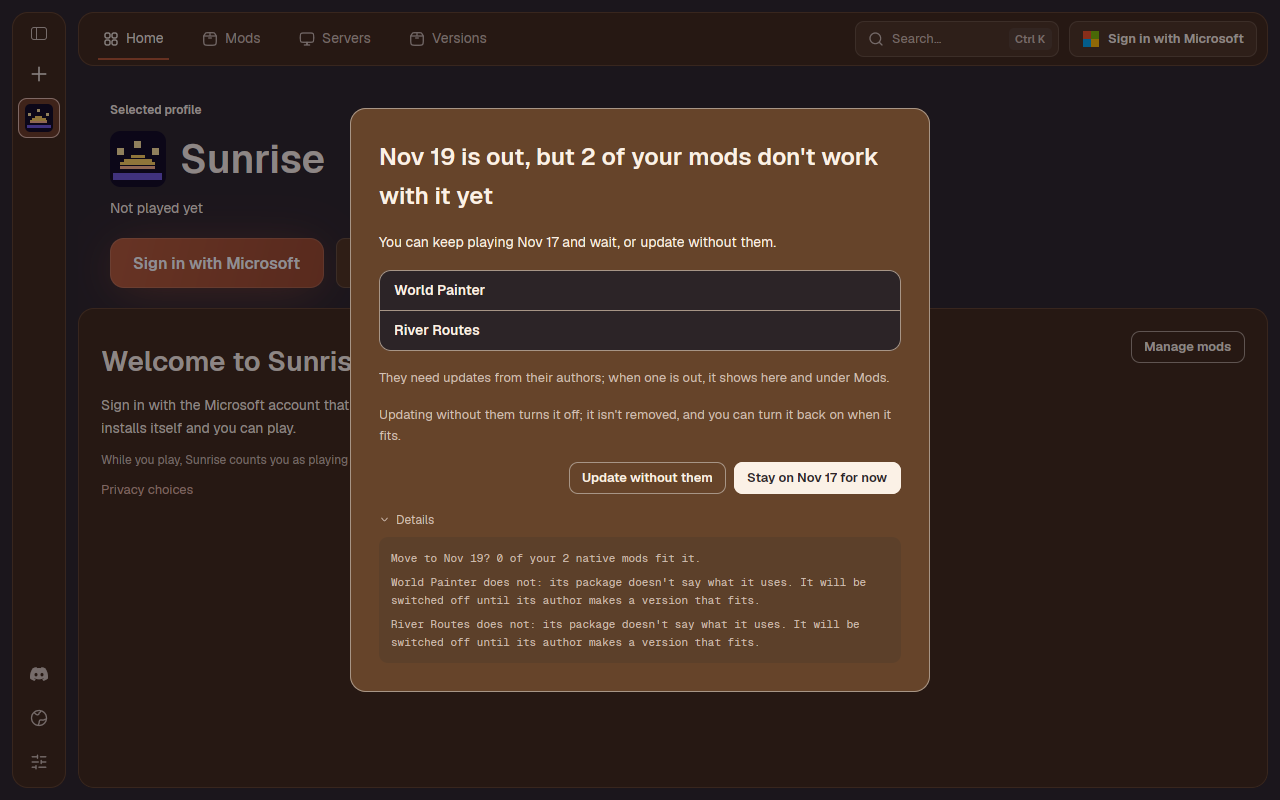 Home
Mods
Servers
Versions
Search...
Ctrl K
Sign in with Microsoft
Selected profile
Sunrise
Not played yet
Sign in with Microsoft
Nov 19 is out, but 2 of your mods don't work
with it yet
You can keep playing Nov 17 and wait, or update without them.
World Painter
River Routes
They need updates from their authors; when one is out, it shows here and under Mods.
Updating without them turns it off; it isn't removed, and you can turn it back on when it
fits.
Update without them
Stay on Nov 17 for now
Details
Move to Nov 19? 0 of your 2 native mods fit it.
World Painter does not: its package doesn't say what it uses. It will be
switched off until its author makes a version that fits.
River Routes does not: its package doesn't say what it uses. It will be
switched off until its author makes a version that fits.
Welcome to Sunris
Manage mods
Sign in with the Microsoft account that
installs itself and you can play.
While you play, Sunrise counts you as playing
Privacy choices